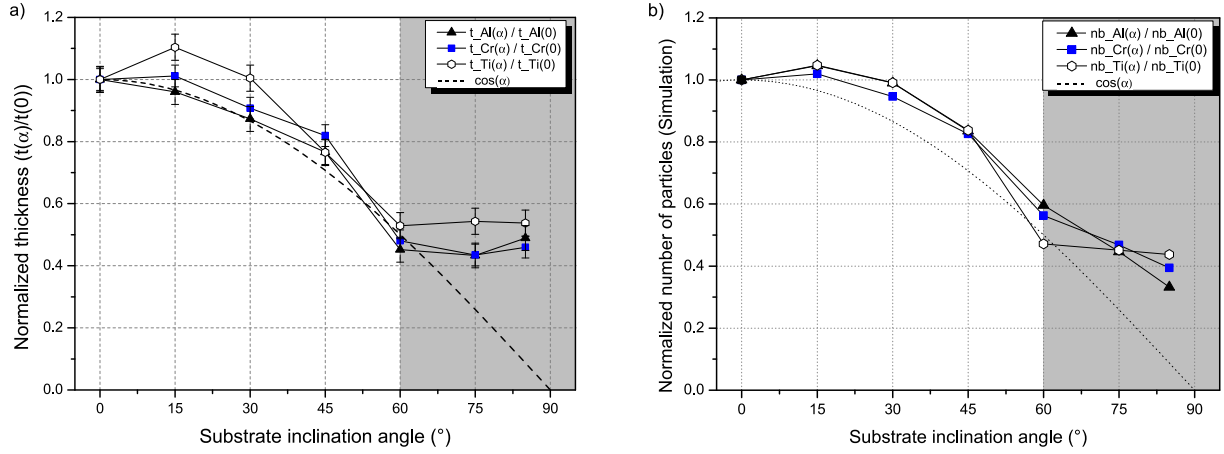 a)
1.2
1.0
0.8
0.6
0.4
0.2
0.0
Normalized thickness (t(α)/t(0))
t_Al(α) / t_Al(0)
t_Cr(α) / t_Cr(0)
t_Ti(α) / t_Ti(0)
cos(α)
0 15 30 45 60 75 90
Substrate inclination angle (°)
b)
1.2
1.0
0.8
0.6
0.4
0.2
0.0
Normalized number of particles (Simulation)
nb_Al(α) / nb_Al(0)
nb_Cr(α) / nb_Cr(0)
nb_Ti(α) / nb_Ti(0)
cos(α)
0 15 30 45 60 75 90
Substrate inclination angle (°)